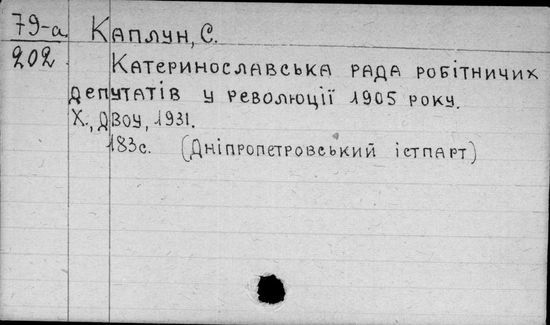 79-а Каплун, С.
202 Катеринославська рада робітничих
депутатів у революції 1905 року.
Х., ДВОУ, 1931.
183с. (Дніпропетровський істпарт)